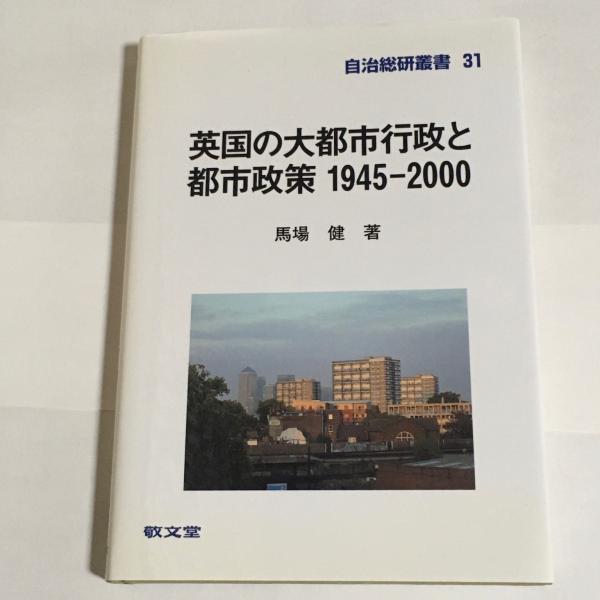 自治総研叢書 31
英国の大都市行政と
都市政策 1945-2000
馬場 健 著
敬文堂